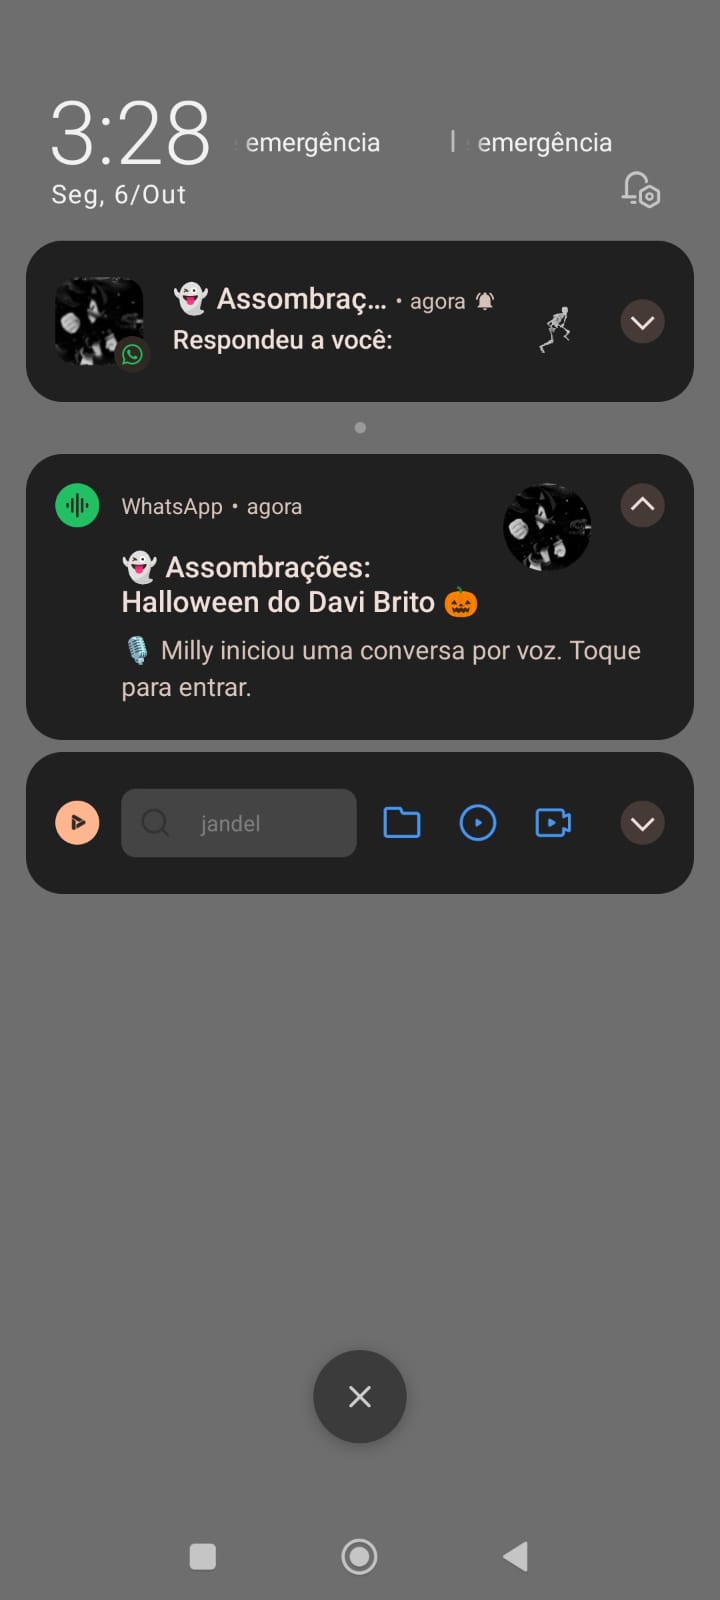 3:28 emergência | emergência
Seg, 6/Out
👻 Assombraç... • agora
Respondeu a você:
WhatsApp • agora
👻 Assombrações:
Halloween do Davi Brito 🎃
🎙️ Milly iniciou uma conversa por voz. Toque
para entrar.
jandel